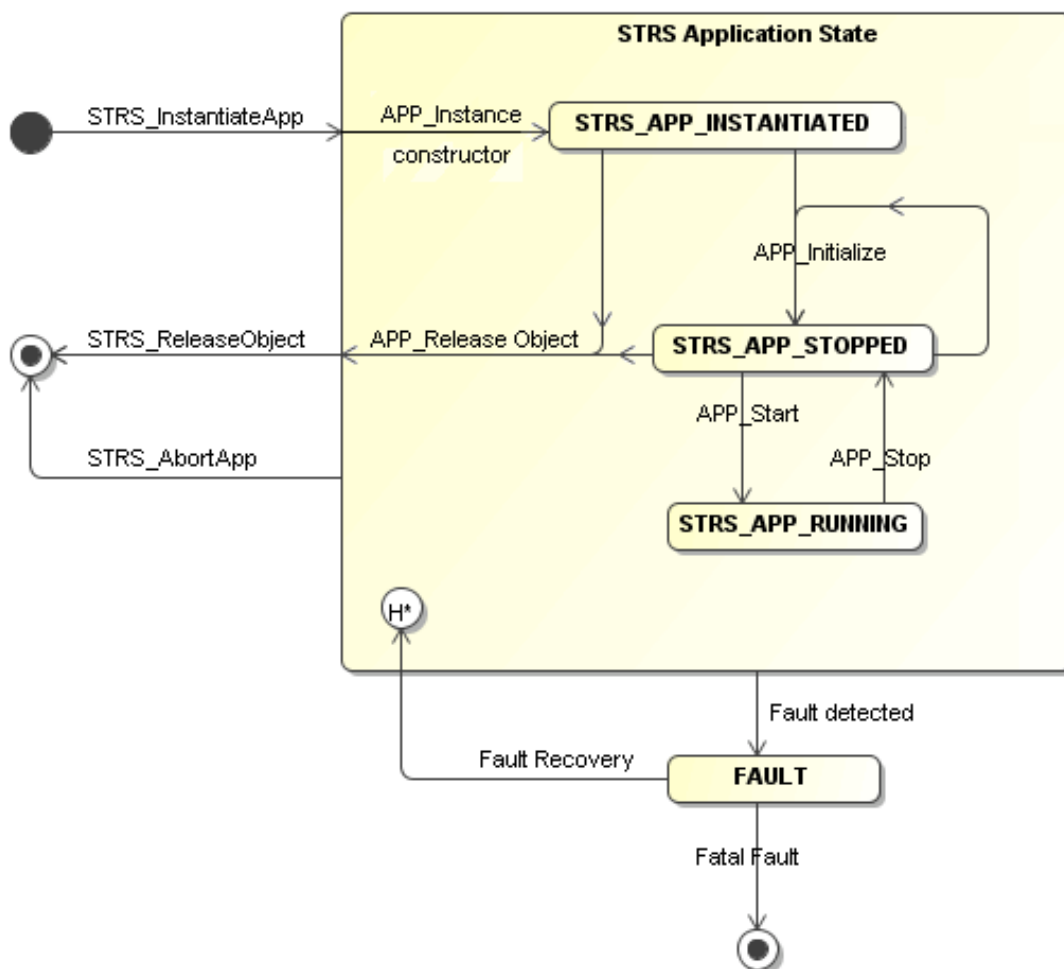 STRS Application State
STRS_InstantiateApp
APP_Instance
constructor
STRS_APP_INSTANTIATED
APP_Initialize
STRS_ReleaseObject
APP_Release Object
STRS_APP_STOPPED
APP_Start
STRS_AbortApp
APP_Stop
STRS_APP_RUNNING
H*
Fault detected
Fault Recovery
FAULT
Fatal Fault